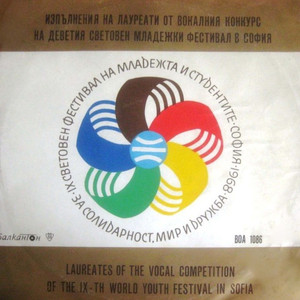 ИЗПЪЛНЕНИЯ НА ЛАУРЕАТИ ОТ ВОКАЛНИЯ КОНКУРС
НА ДЕВЕТИЯ СВЕТОВЕН МЛАДЕЖКИ ФЕСТИВАЛ В СОФИЯ
IX·СВЕТОВЕН ФЕСТИВАЛ НА МЛАДЕЖТА И СТУДЕНТИТЕ·СОФИЯ·1968
·ЗА СОЛИДАРНОСТ, МИР И ДРУЖБА·
Балкантон
ВОА 1086
LAUREATES OF THE VOCAL COMPETITION
OF THE IX-TH WORLD YOUTH FESTIVAL IN SOFIA